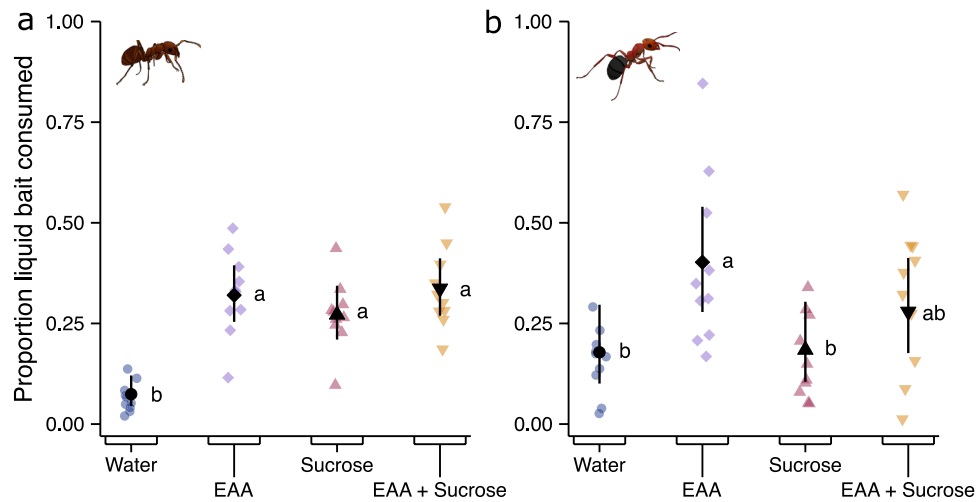 a
Proportion liquid bait consumed
1.00
0.75
0.50
0.25
0.00
b
a
a
a
Water
EAA
Sucrose
EAA + Sucrose
b
1.00
0.75
0.50
0.25
0.00
b
a
b
ab
Water
EAA
Sucrose
EAA + Sucrose